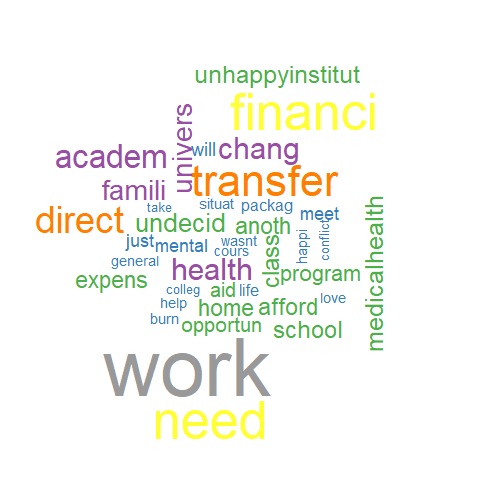 unhappyinstitut
financi
univers
will
chang
academ
transfer
famili
take
situat
packag
meet
direct
undecid
anoth
conflict
happi
just
mental
wasnt
cours
class
medicalhealth
general
health
program
expens
colleg
aid
life
help
home
afford
love
burn
opportun
school
work
need